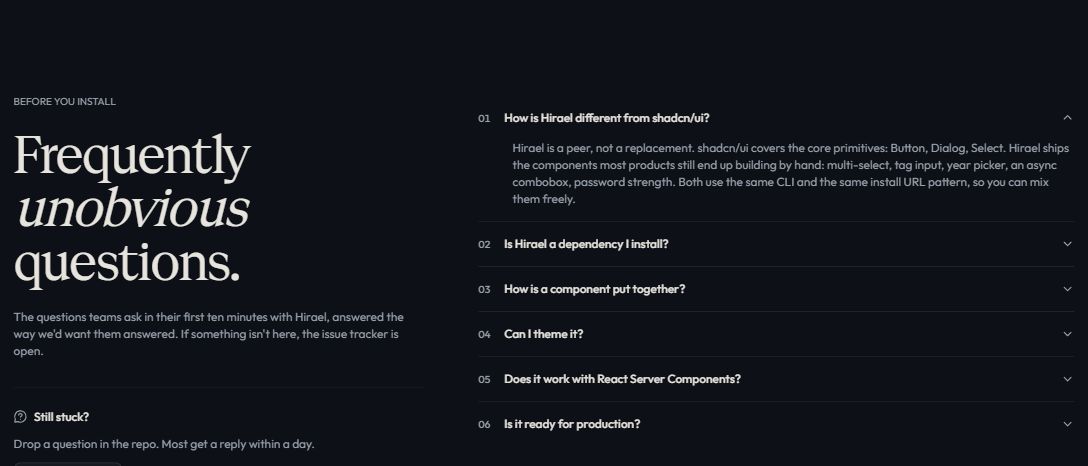 BEFORE YOU INSTALL
Frequently
unobvious
questions.
The questions teams ask in their first ten minutes with Hirael, answered the
way we'd want them answered. If something isn't here, the issue tracker is
open.
Still stuck?
Drop a question in the repo. Most get a reply within a day.
01 How is Hirael different from shadcn/ui?
Hirael is a peer, not a replacement. shadcn/ui covers the core primitives: Button, Dialog, Select. Hirael ships
the components most products still end up building by hand: multi-select, tag input, year picker, an async
combobox, password strength. Both use the same CLI and the same install URL pattern, so you can mix
them freely.
02 Is Hirael a dependency I install?
03 How is a component put together?
04 Can I theme it?
05 Does it work with React Server Components?
06 Is it ready for production?